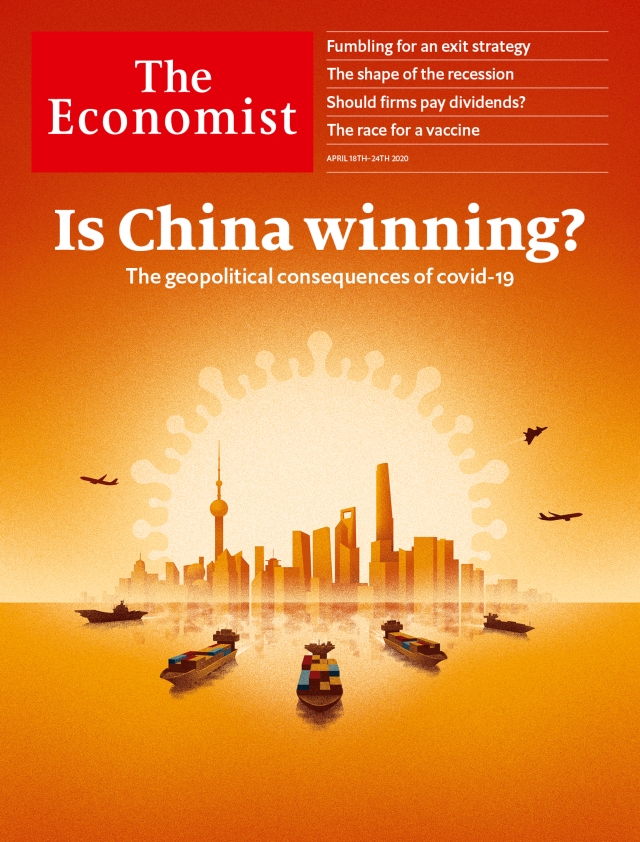 The
Economist
Fumbling for an exit strategy
The shape of the recession
Should firms pay dividends?
The race for a vaccine
APRIL 18TH–24TH 2020
Is China winning?
The geopolitical consequences of covid-19